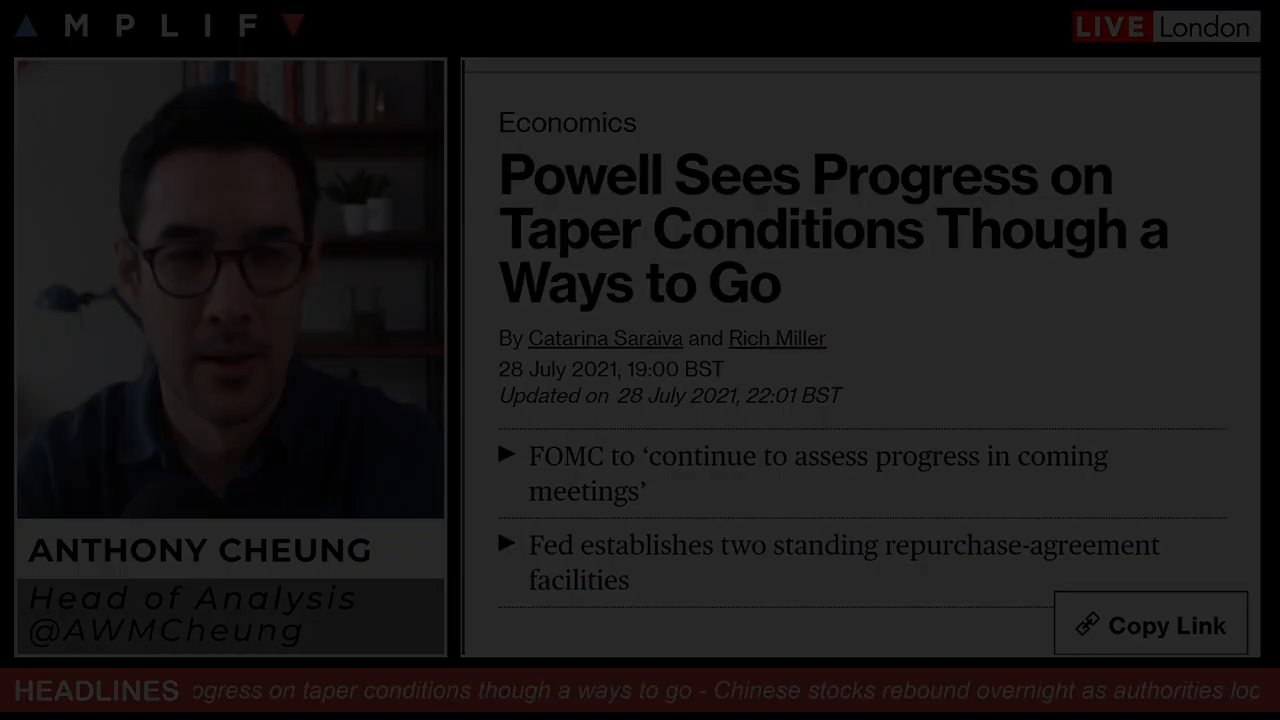 ▲ M P L I F ▼
LIVE London
Economics
Powell Sees Progress on
Taper Conditions Though a
Ways to Go
By Catarina Saraiva and Rich Miller
28 July 2021, 19:00 BST
Updated on 28 July 2021, 22:01 BST
▶ FOMC to ‘continue to assess progress in coming
meetings’
▶ Fed establishes two standing repurchase-agreement
facilities
Copy Link
ANTHONY CHEUNG
Head of Analysis
@AWMCheung
HEADLINES ogress on taper conditions though a ways to go - Chinese stocks rebound overnight as authorities loc